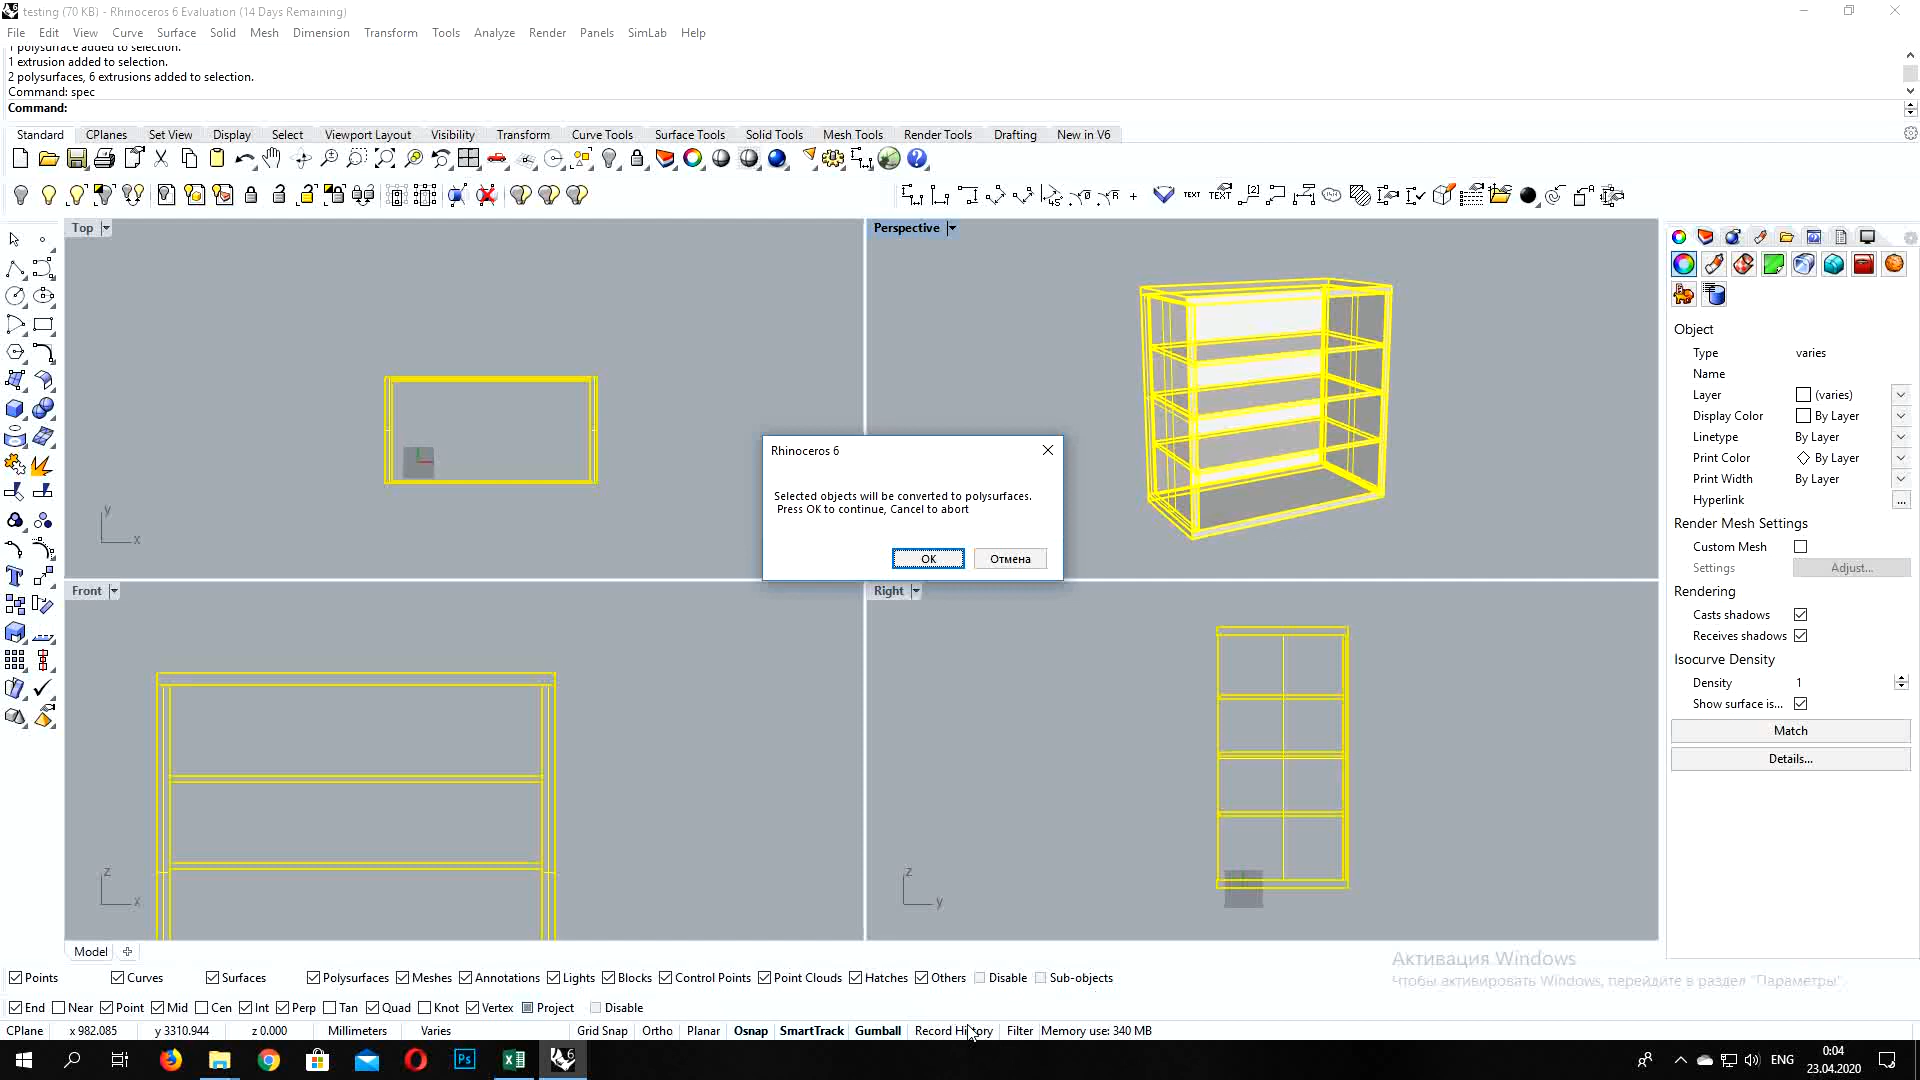 testing (70 KB) - Rhinoceros 6 Evaluation (14 Days Remaining)
File Edit View Curve Surface Solid Mesh Dimension Transform Tools Analyze Render Panels SimLab Help
1 polysurface added to selection.
1 extrusion added to selection.
2 polysurfaces, 6 extrusions added to selection.
Command: spec
Command:
Standard CPlanes Set View Display Select Viewport Layout Visibility Transform Curve Tools Surface Tools Solid Tools Mesh Tools Render Tools Drafting New in V6
TEXT TEXT
Top
Perspective
Object
Type varies
Name
Layer (varies)
Display Color By Layer
Linetype By Layer
Print Color By Layer
Print Width By Layer
Hyperlink ...
Render Mesh Settings
Custom Mesh
Settings Adjust...
Rendering
Casts shadows
Receives shadows
Isocurve Density
Density 1
Show surface is...
Match
Details...
Rhinoceros 6
Selected objects will be converted to polysurfaces.
Press OK to continue, Cancel to abort
OK Отмена
y
x
Front
Right
z
x
z
y
Model
Активация Windows
Чтобы активировать Windows, перейдите в раздел "Параметры".
Points Curves Surfaces Polysurfaces Meshes Annotations Lights Blocks Control Points Point Clouds Hatches Others Disable Sub-objects
End Near Point Mid Cen Int Perp Tan Quad Knot Vertex Project Disable
CPlane x 982.085 y 3310.944 z 0.000 Millimeters Varies Grid Snap Ortho Planar Osnap SmartTrack Gumball Record History Filter Memory use: 340 MB
Ps
ENG
0:04
23.04.2020